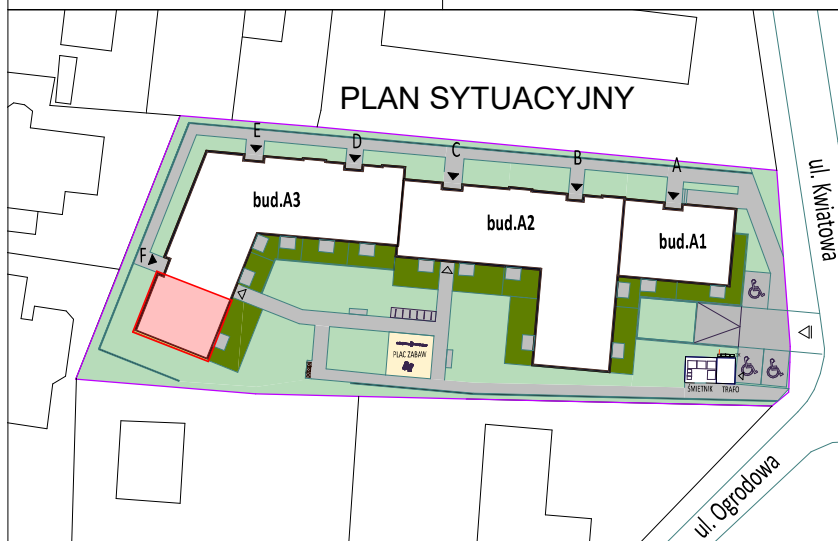 PLAN SYTUACYJNY
E
D
C
B
A
ul. Kwiatowa
bud.A3
bud.A2
bud.A1
F
PLAC ZABAW
ŚMIETNIK
TRAFO
ul. Ogrodowa